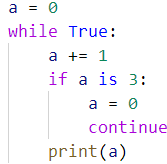 a = 0
while True:
    a += 1
    if a is 3:
        a = 0
        continue
    print(a)